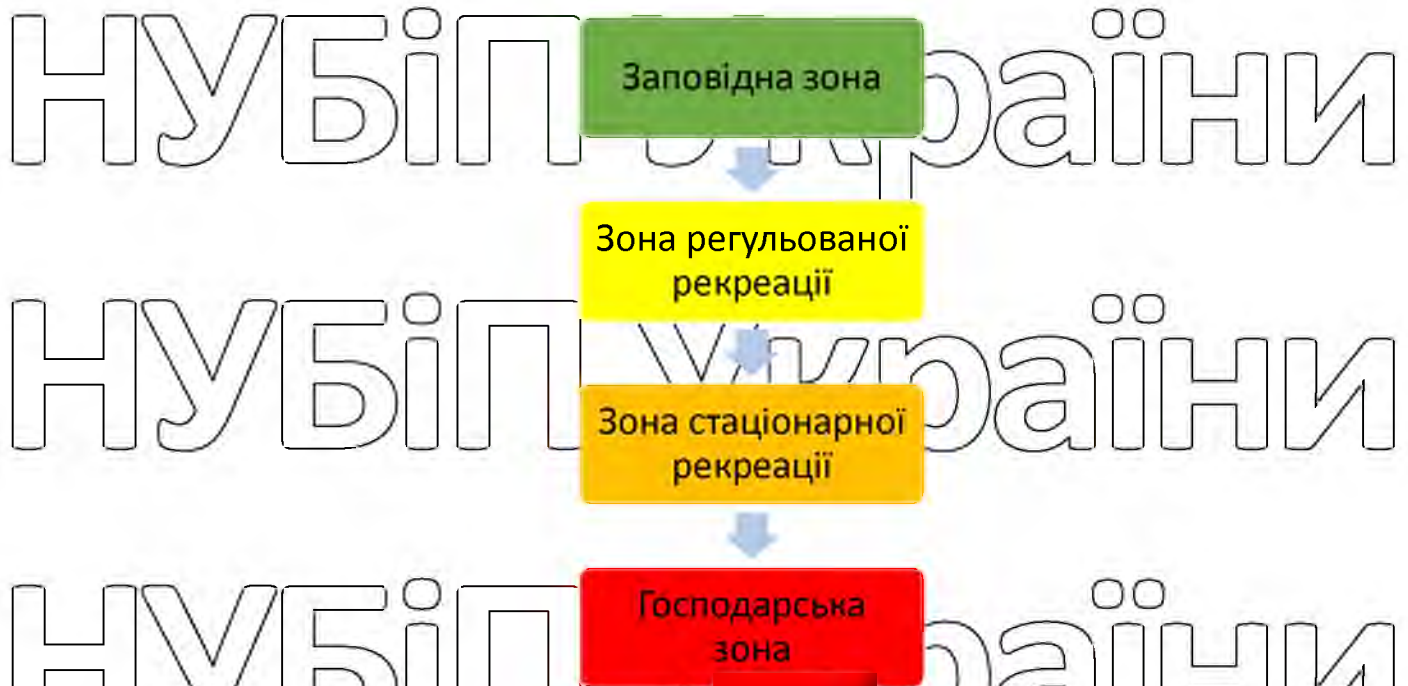 НУБіП України
Заповідна зона
Зона регульованої
рекреації
НУБіП України
Зона стаціонарної
рекреації
НУБіП України
Господарська
зона